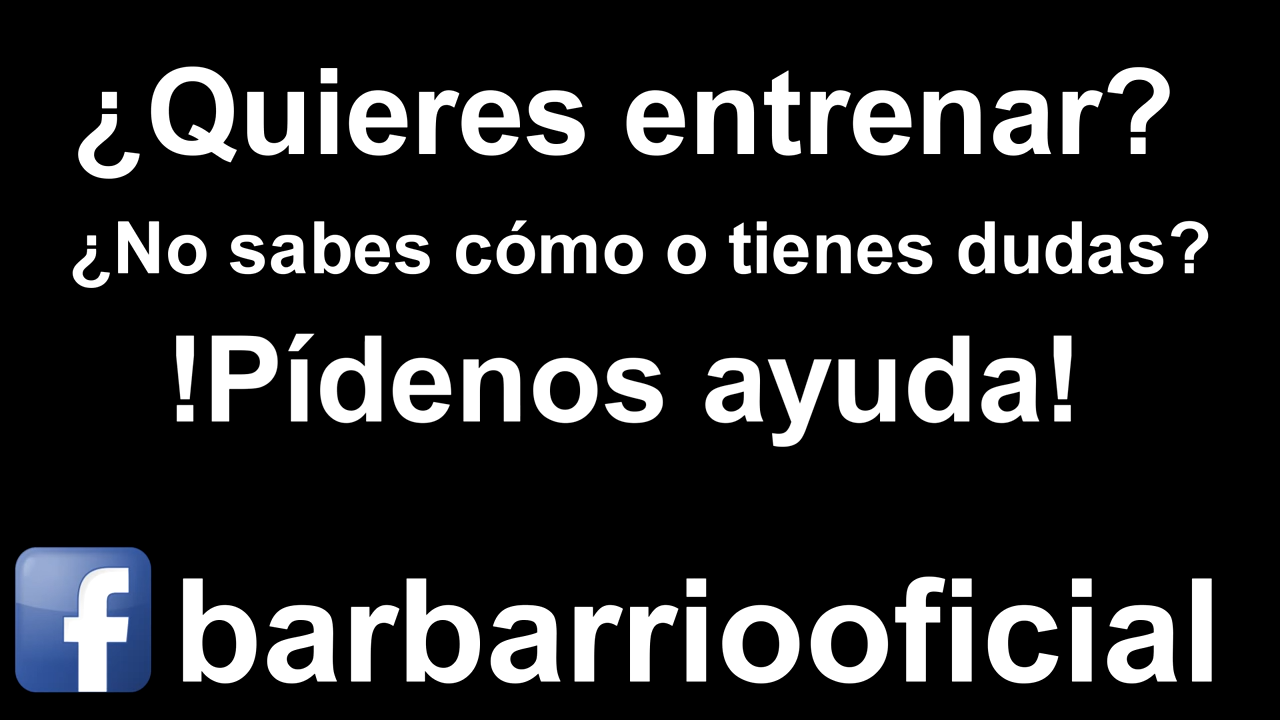 ¿Quieres entrenar?
¿No sabes cómo o tienes dudas?
!Pídenos ayuda!
f barbarriooficial